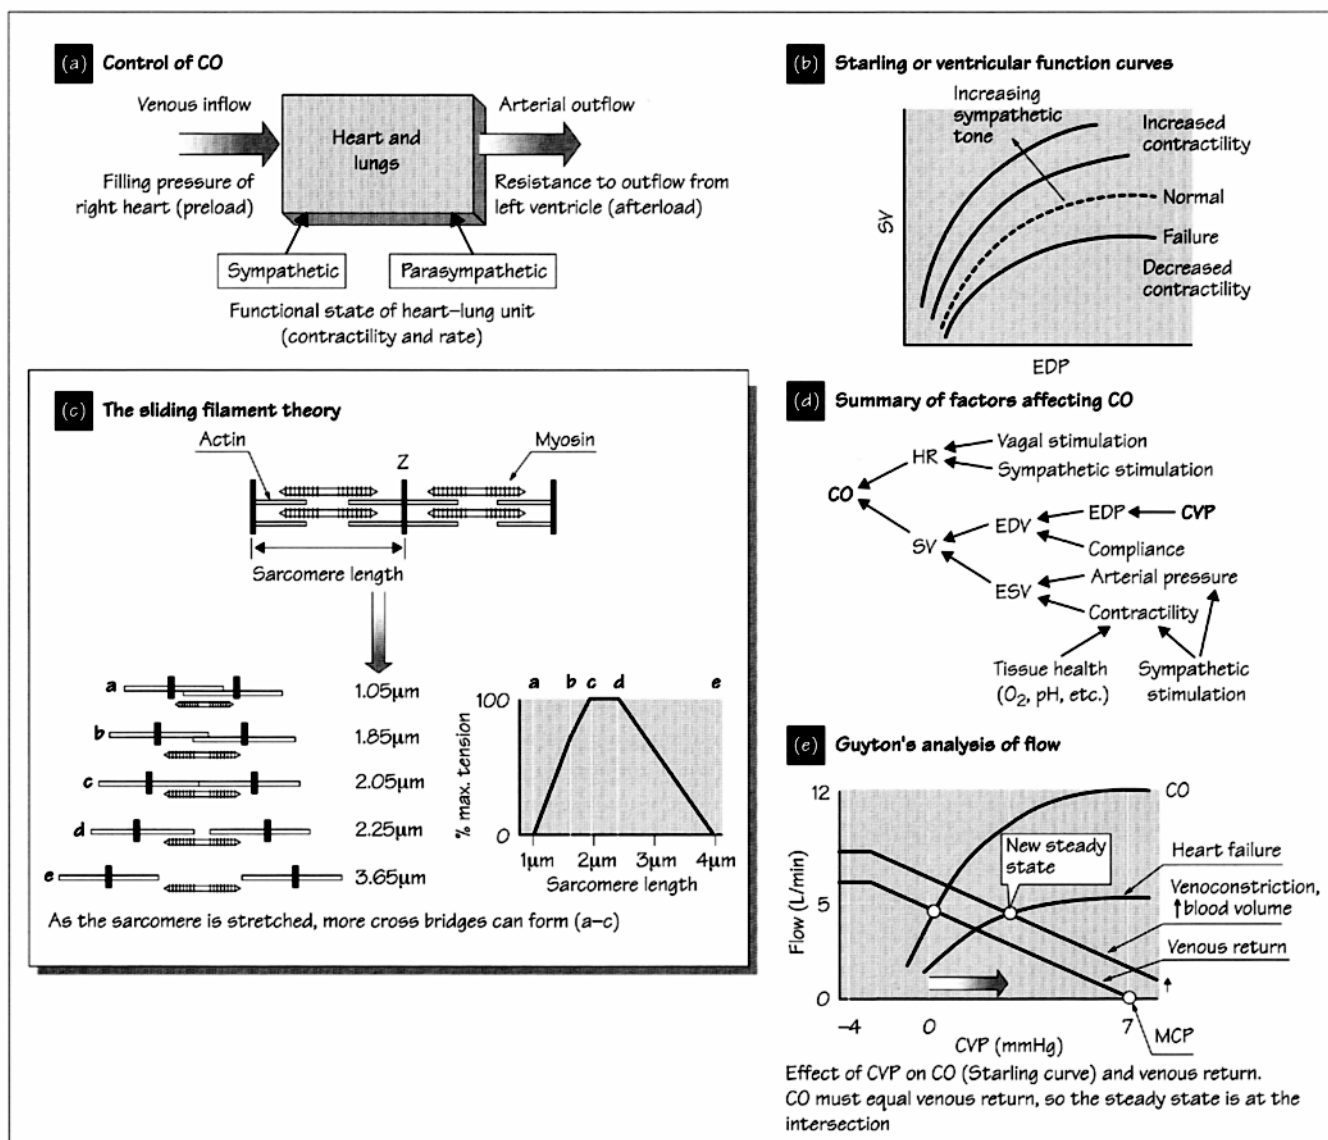 (a) Control of CO
Venous inflow
Arterial outflow
Heart and
lungs
Filling pressure of
right heart (preload)
Resistance to outflow from
left ventricle (afterload)
Sympathetic
Parasympathetic
Functional state of heart–lung unit
(contractility and rate)
(b) Starling or ventricular function curves
Increasing
sympathetic
tone
Increased
contractility
Normal
Failure
Decreased
contractility
SV
EDP
(c) The sliding filament theory
Actin
Myosin
Z
Sarcomere length
a
1.05µm
b
1.85µm
c
2.05µm
d
2.25µm
e
3.65µm
a b c d e
100
0
% max. tension
1µm 2µm 3µm 4µm
Sarcomere length
As the sarcomere is stretched, more cross bridges can form (a–c)
(d) Summary of factors affecting CO
Vagal stimulation
HR
Sympathetic stimulation
CO
EDP
CVP
EDV
SV
Compliance
Arterial pressure
ESV
Contractility
Tissue health
(O₂, pH, etc.)
Sympathetic
stimulation
(e) Guyton's analysis of flow
12
CO
New steady
state
Heart failure
Venoconstriction,
↑blood volume
5
Flow (L/min)
Venous return
↑
0
–4 0 7
MCP
CVP (mmHg)
Effect of CVP on CO (Starling curve) and venous return.
CO must equal venous return, so the steady state is at the
intersection